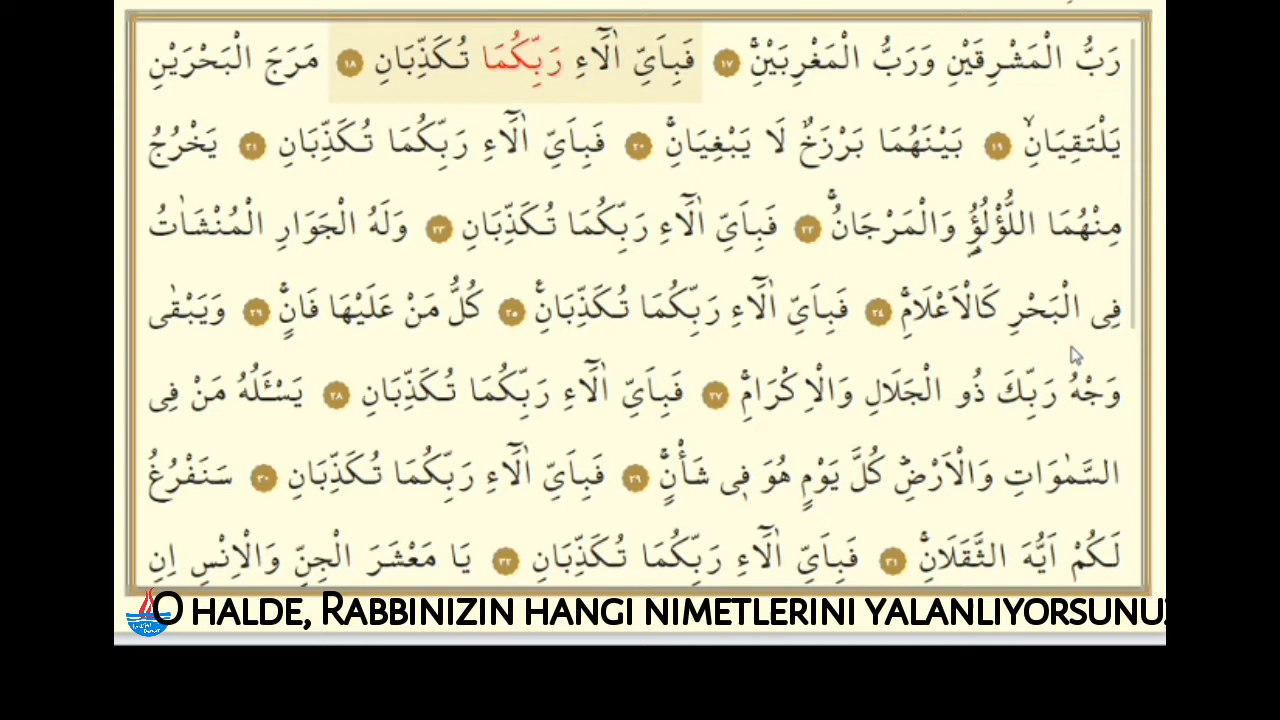 رَبُّ الْمَشْرِقَيْنِ وَرَبُّ الْمَغْرِبَيْنِۚ ١٧ فَبِاَيِّ اٰلَٓاءِ رَبِّكُمَا تُكَذِّبَانِ ١٨ مَرَجَ الْبَحْرَيْنِ
يَلْتَقِيَانِۙ ١٩ بَيْنَهُمَا بَرْزَخٌ لَا يَبْغِيَانِۚ ٢٠ فَبِاَيِّ اٰلَٓاءِ رَبِّكُمَا تُكَذِّبَانِ ٢١ يَخْرُجُ
مِنْهُمَا اللُّؤْلُؤُ۬ وَالْمَرْجَانُۚ ٢٢ فَبِاَيِّ اٰلَٓاءِ رَبِّكُمَا تُكَذِّبَانِ ٢٣ وَلَهُ الْجَوَارِ الْمُنْشَاٰتُ
فِي الْبَحْرِ كَالْاَعْلَامِۚ ٢٤ فَبِاَيِّ اٰلَٓاءِ رَبِّكُمَا تُكَذِّبَانِ۟ ٢٥ كُلُّ مَنْ عَلَيْهَا فَانٍۚ ٢٦ وَيَبْقٰى
وَجْهُ رَبِّكَ ذُو الْجَلَالِ وَالْاِكْرَامِۚ ٢٧ فَبِاَيِّ اٰلَٓاءِ رَبِّكُمَا تُكَذِّبَانِ ٢٨ يَسْـَٔلُهُ مَنْ فِي
السَّمٰوَاتِ وَالْاَرْضِۜ كُلَّ يَوْمٍ هُوَ ف۪ي شَأْنٍۚ ٢٩ فَبِاَيِّ اٰلَٓاءِ رَبِّكُمَا تُكَذِّبَانِ ٣٠ سَنَفْرُغُ
لَكُمْ اَيُّهَ الثَّقَلَانِۚ ٣١ فَبِاَيِّ اٰلَٓاءِ رَبِّكُمَا تُكَذِّبَانِ ٣٢ يَا مَعْشَرَ الْجِنِّ وَالْاِنْسِ اِنِ
O HALDE, RABBINIZIN HANGI NIMETLERINI YALANLIYORSUNUZ